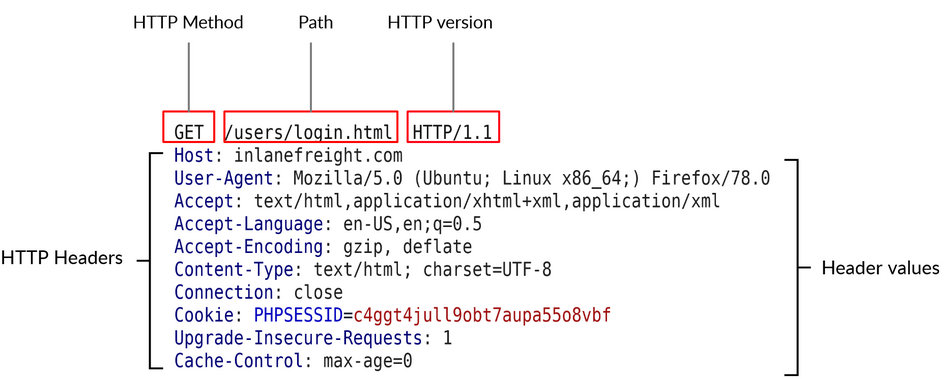 HTTP Method Path HTTP version
GET /users/login.html HTTP/1.1
Host: inlanefreight.com
User-Agent: Mozilla/5.0 (Ubuntu; Linux x86_64;) Firefox/78.0
Accept: text/html,application/xhtml+xml,application/xml
Accept-Language: en-US,en;q=0.5
Accept-Encoding: gzip, deflate
HTTP Headers
Content-Type: text/html; charset=UTF-8
Header values
Connection: close
Cookie: PHPSESSID=c4ggt4jull9obt7aupa55o8vbf
Upgrade-Insecure-Requests: 1
Cache-Control: max-age=0